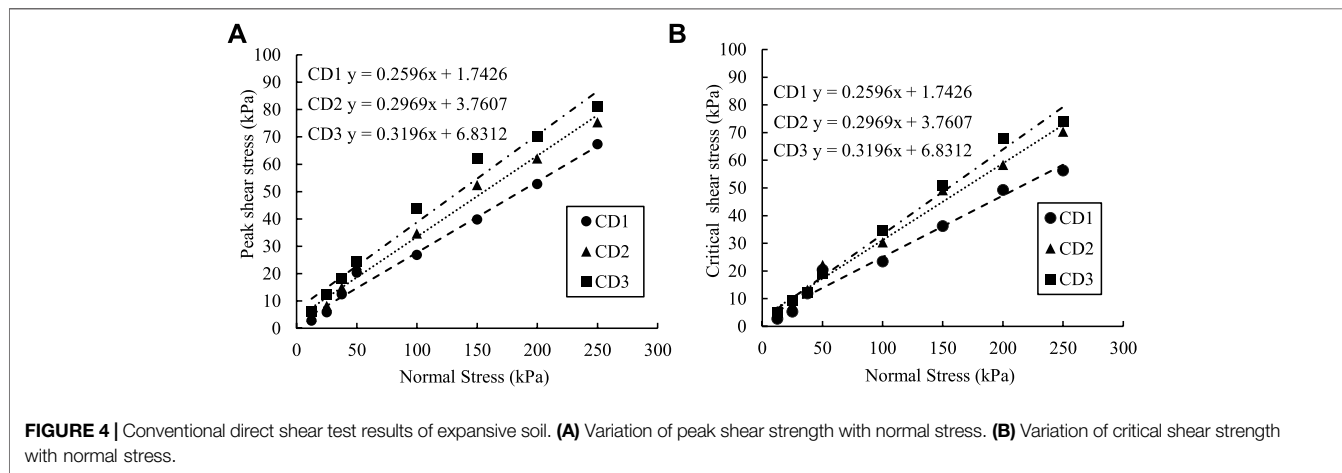 A
100
90
80
70
60
50
40
30
20
10
0
Peak shear stress (kPa)
CD1 y = 0.2596x + 1.7426
CD2 y = 0.2969x + 3.7607
CD3 y = 0.3196x + 6.8312
CD1
CD2
CD3
0 50 100 150 200 250 300
Normal Stress (kPa)
B
100
90
80
70
60
50
40
30
20
10
0
Critical shear stress (kPa)
CD1 y = 0.2596x + 1.7426
CD2 y = 0.2969x + 3.7607
CD3 y = 0.3196x + 6.8312
CD1
CD2
CD3
0 50 100 150 200 250 300
Normal Stress (kPa)
FIGURE 4 | Conventional direct shear test results of expansive soil. (A) Variation of peak shear strength with normal stress. (B) Variation of critical shear strength
with normal stress.